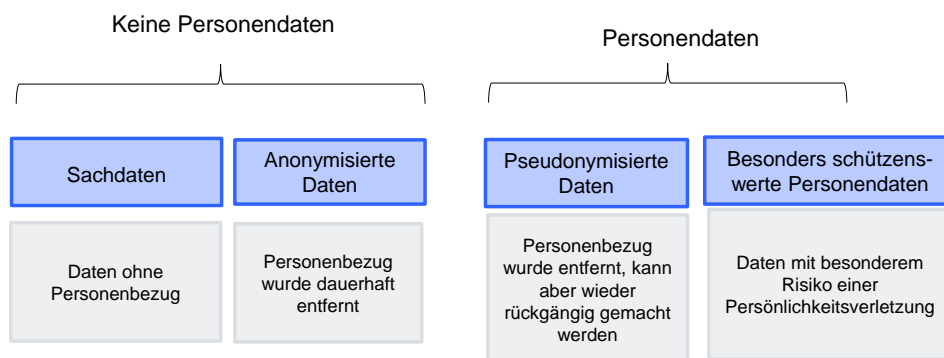 Keine Personendaten
Personendaten
Sachdaten
Anonymisierte
Daten
Pseudonymisierte
Daten
Besonders schützens-
werte Personendaten
Daten ohne
Personenbezug
Personenbezug
wurde dauerhaft
entfernt
Personenbezug
wurde entfernt, kann
aber wieder
rückgängig gemacht
werden
Daten mit besonderem
Risiko einer
Persönlichkeitsverletzung